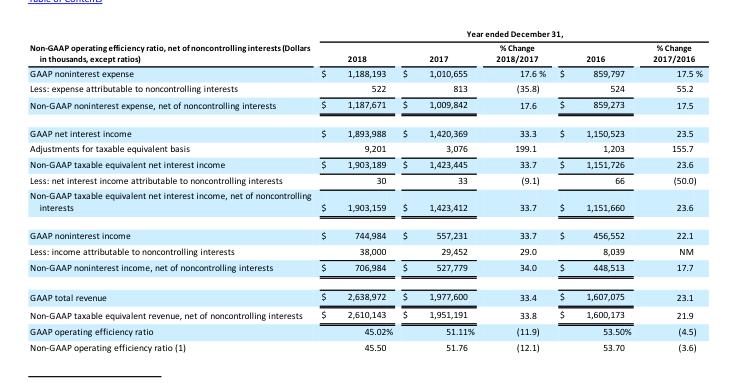 Table of Contents
Year ended December 31,
Non-GAAP operating efficiency ratio, net of noncontrolling interests (Dollars % Change % Change
in thousands, except ratios) 2018 2017 2018/2017 2016 2017/2016
GAAP noninterest expense $ 1,188,193 $ 1,010,655 17.6 % $ 859,797 17.5 %
Less: expense attributable to noncontrolling interests 522 813 (35.8) 524 55.2
Non-GAAP noninterest expense, net of noncontrolling interests $ 1,187,671 $ 1,009,842 17.6 $ 859,273 17.5
GAAP net interest income $ 1,893,988 $ 1,420,369 33.3 $ 1,150,523 23.5
Adjustments for taxable equivalent basis 9,201 3,076 199.1 1,203 155.7
Non-GAAP taxable equivalent net interest income $ 1,903,189 $ 1,423,445 33.7 $ 1,151,726 23.6
Less: net interest income attributable to noncontrolling interests 30 33 (9.1) 66 (50.0)
Non-GAAP taxable equivalent net interest income, net of noncontrolling
interests $ 1,903,159 $ 1,423,412 33.7 $ 1,151,660 23.6
GAAP noninterest income $ 744,984 $ 557,231 33.7 $ 456,552 22.1
Less: income attributable to noncontrolling interests 38,000 29,452 29.0 8,039 NM
Non-GAAP noninterest income, net of noncontrolling interests $ 706,984 $ 527,779 34.0 $ 448,513 17.7
GAAP total revenue $ 2,638,972 $ 1,977,600 33.4 $ 1,607,075 23.1
Non-GAAP taxable equivalent revenue, net of noncontrolling interests $ 2,610,143 $ 1,951,191 33.8 $ 1,600,173 21.9
GAAP operating efficiency ratio 45.02% 51.11% (11.9) 53.50% (4.5)
Non-GAAP operating efficiency ratio (1) 45.50 51.76 (12.1) 53.70 (3.6)